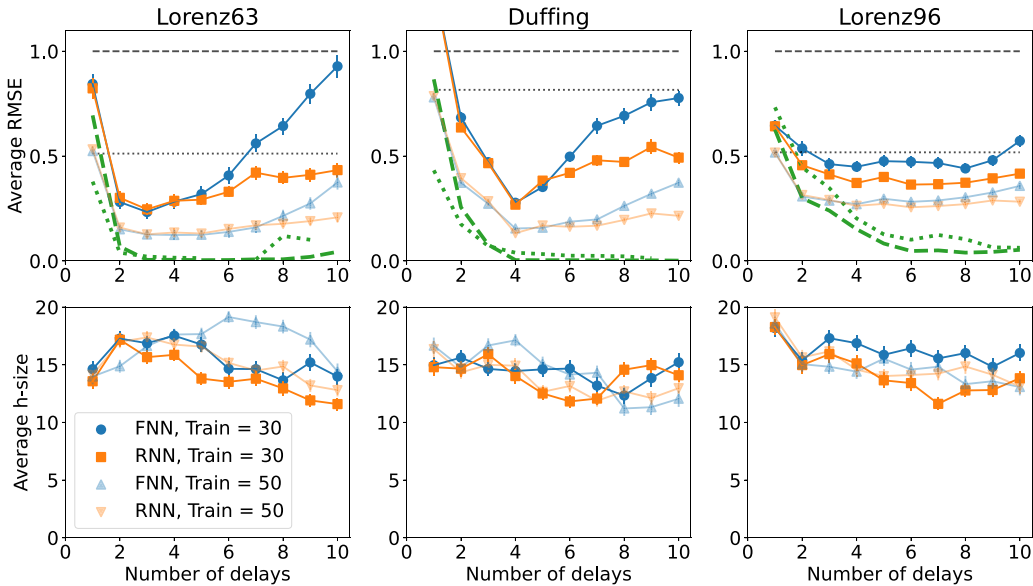 Lorenz63
Duffing
Lorenz96
Average RMSE
1.0
0.5
0.0
0 2 4 6 8 10
1.0
0.5
0.0
0 2 4 6 8 10
1.0
0.5
0.0
0 2 4 6 8 10
Average h-size
20
15
10
5
0
FNN, Train = 30
RNN, Train = 30
FNN, Train = 50
RNN, Train = 50
0 2 4 6 8 10
Number of delays
20
15
10
5
0
0 2 4 6 8 10
Number of delays
20
15
10
5
0
0 2 4 6 8 10
Number of delays